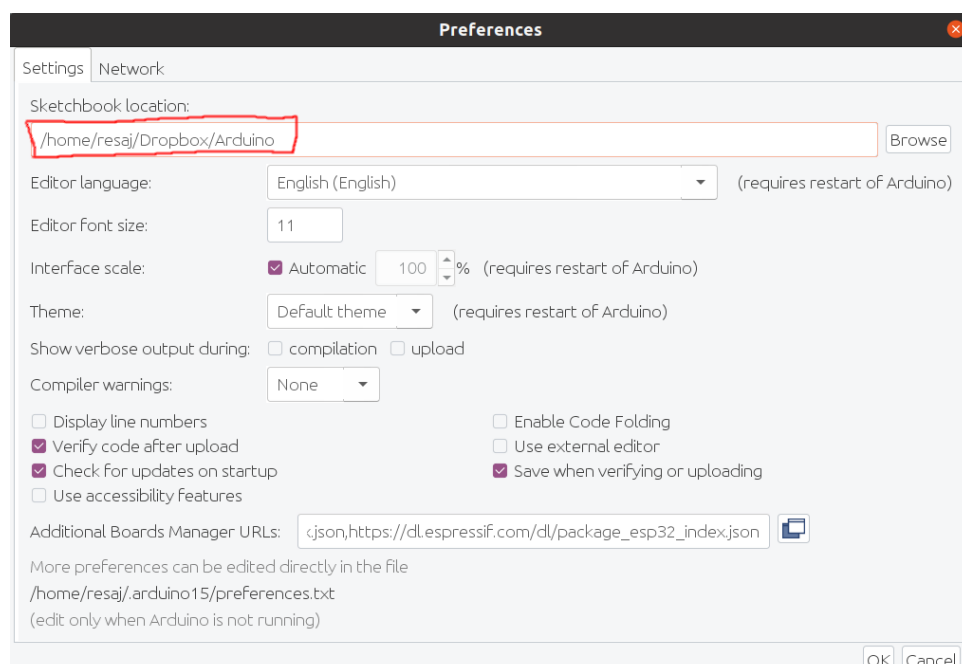 Preferences
Settings Network
Sketchbook location:
/home/resaj/Dropbox/Arduino Browse
Editor language: English (English) (requires restart of Arduino)
Editor font size: 11
Interface scale: Automatic 100 % (requires restart of Arduino)
Theme: Default theme (requires restart of Arduino)
Show verbose output during: compilation upload
Compiler warnings: None
Display line numbers Enable Code Folding
Verify code after upload Use external editor
Check for updates on startup Save when verifying or uploading
Use accessibility features
Additional Boards Manager URLs: .json,https://dl.espressif.com/dl/package_esp32_index.json
More preferences can be edited directly in the file
/home/resaj/.arduino15/preferences.txt
(edit only when Arduino is not running)
OK Cancel